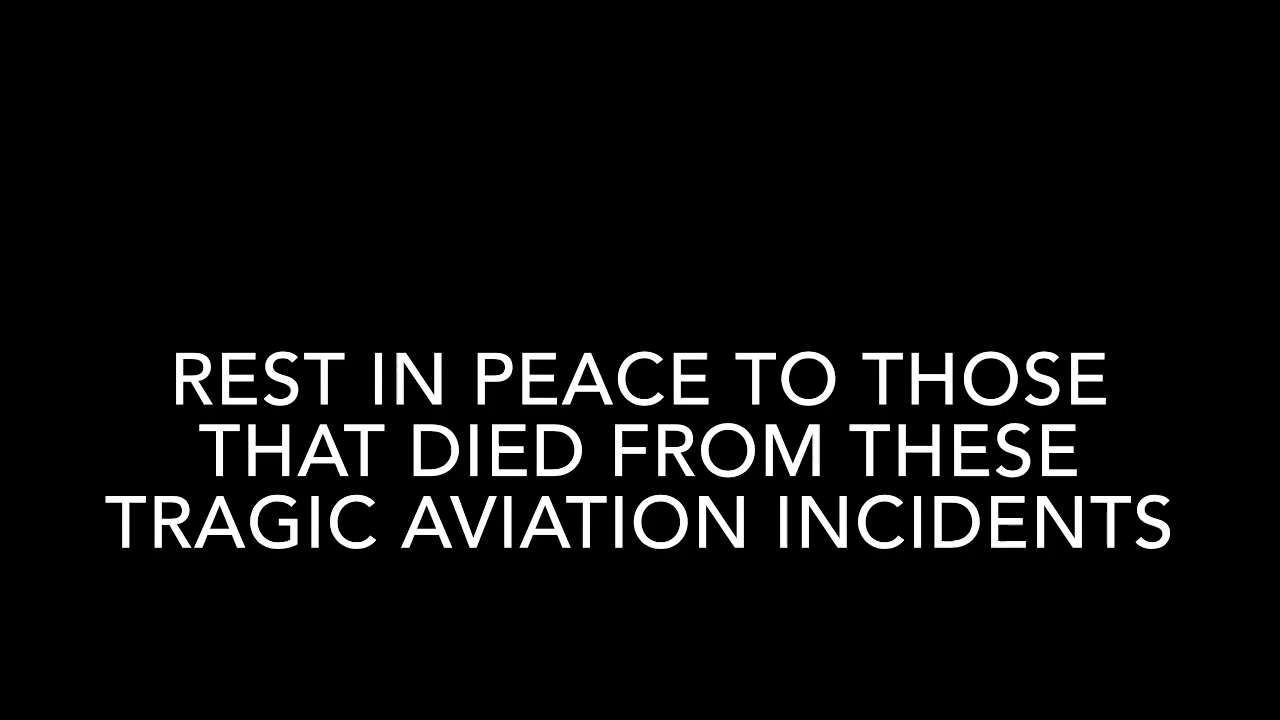 REST IN PEACE TO THOSE
THAT DIED FROM THESE
TRAGIC AVIATION INCIDENTS